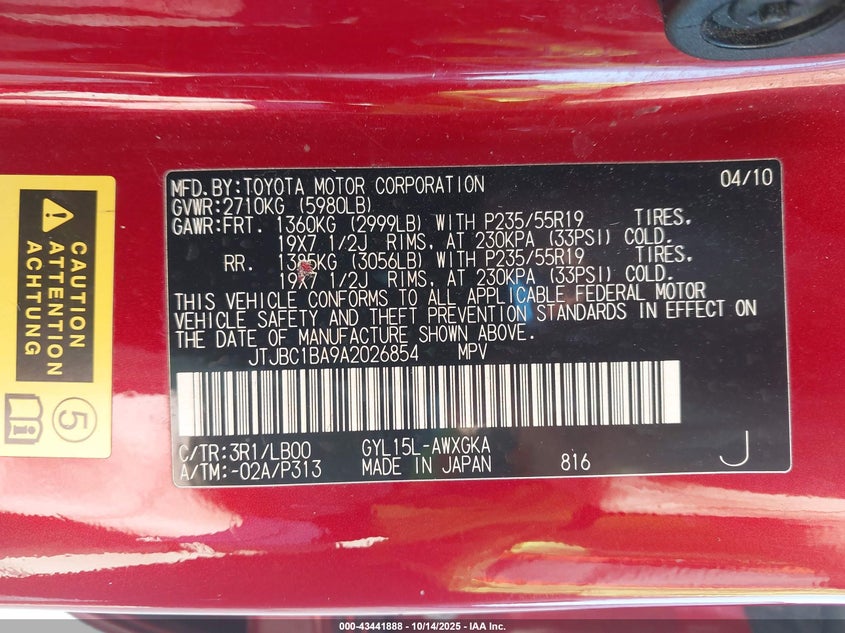 MFD.BY:TOYOTA MOTOR CORPORATION 04/10
GVWR:2710KG (5980LB)
GAWR:FRT. 1360KG (2999LB) WITH P235/55R19 TIRES,
19X7 1/2J RIMS, AT 230KPA (33PSI) COLD.
RR. 1385KG (3056LB) WITH P235/55R19 TIRES,
19X7 1/2J RIMS, AT 230KPA (33PSI) COLD.
THIS VEHICLE CONFORMS TO ALL APPLICABLE FEDERAL MOTOR
VEHICLE SAFETY AND THEFT PREVENTION STANDARDS IN EFFECT ON
THE DATE OF MANUFACTURE SHOWN ABOVE.
JTJBC1BA9A2026854 MPV
C/TR:3R1/LB00 GYL15L-AWXGKA
A/TM:-02A/P313 MADE IN JAPAN 816 J
CAUTION
ATTENTION
ACHTUNG
5
000-43441888 | 10/14/2025 | IAA Inc.